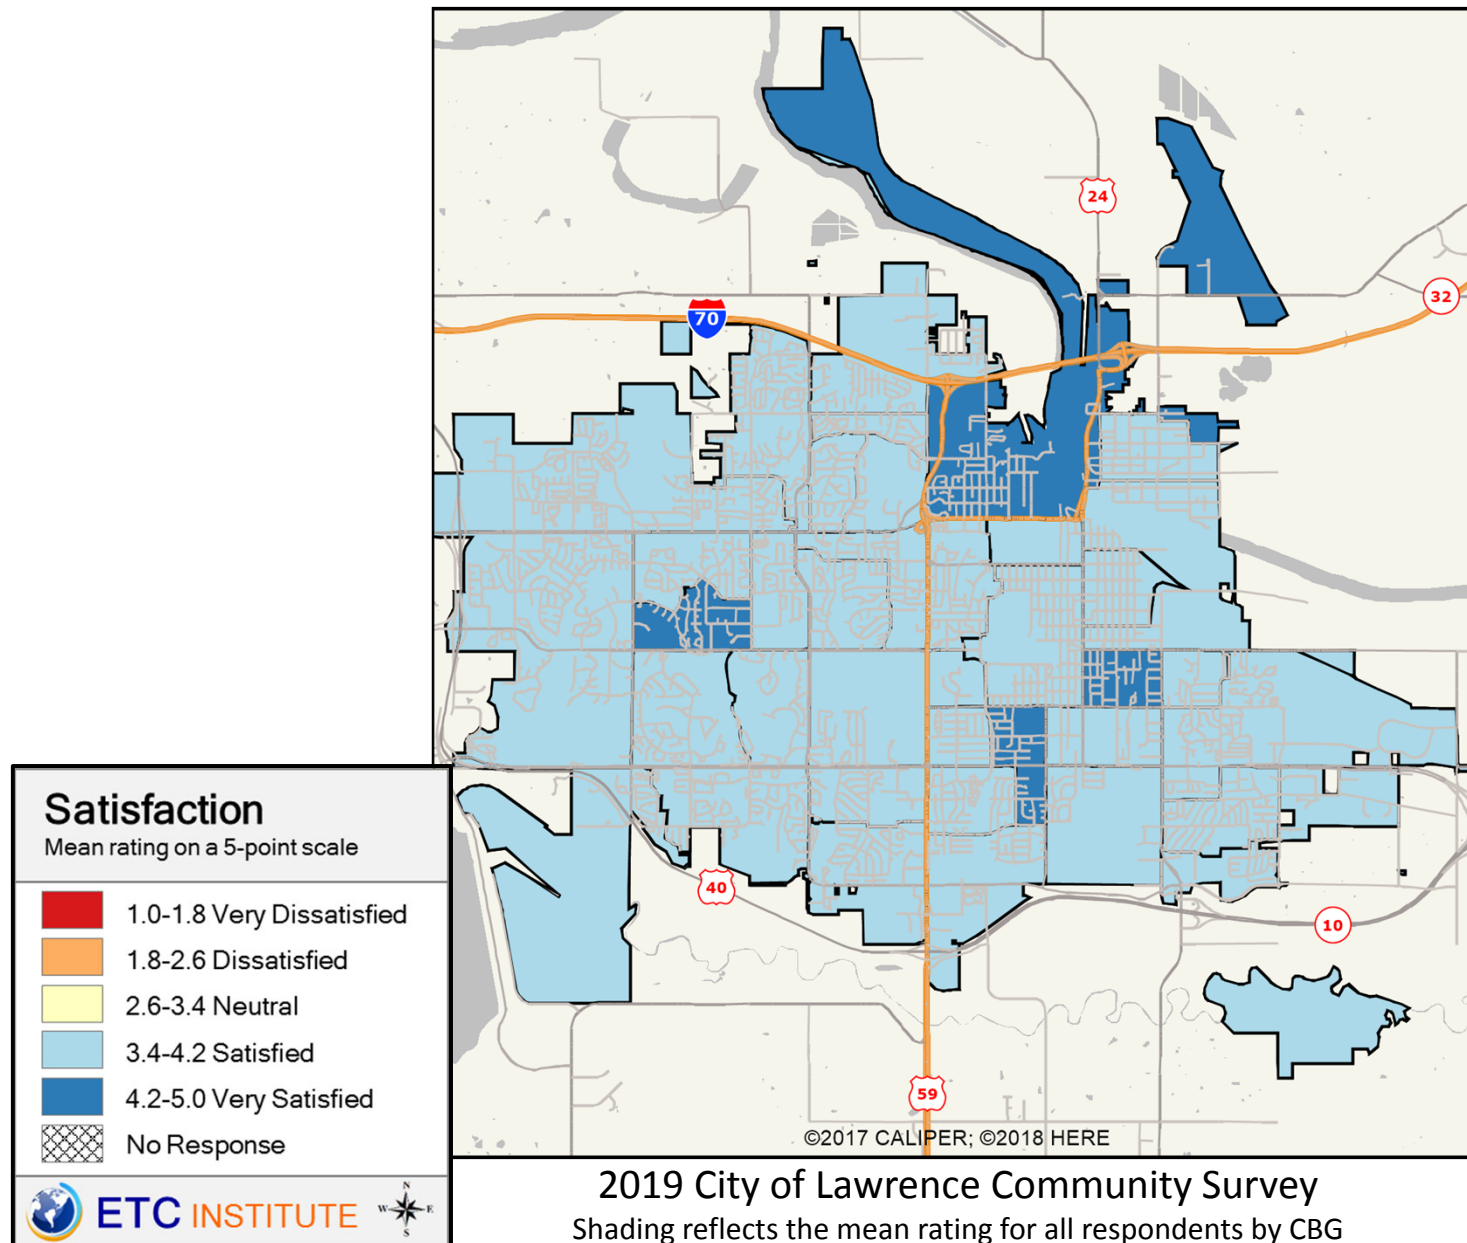 24
32
70
40
10
59
©2017 CALIPER; ©2018 HERE
Satisfaction
Mean rating on a 5-point scale
1.0-1.8 Very Dissatisfied
1.8-2.6 Dissatisfied
2.6-3.4 Neutral
3.4-4.2 Satisfied
4.2-5.0 Very Satisfied
No Response
ETC INSTITUTE
N
W E
S
2019 City of Lawrence Community Survey
Shading reflects the mean rating for all respondents by CBG